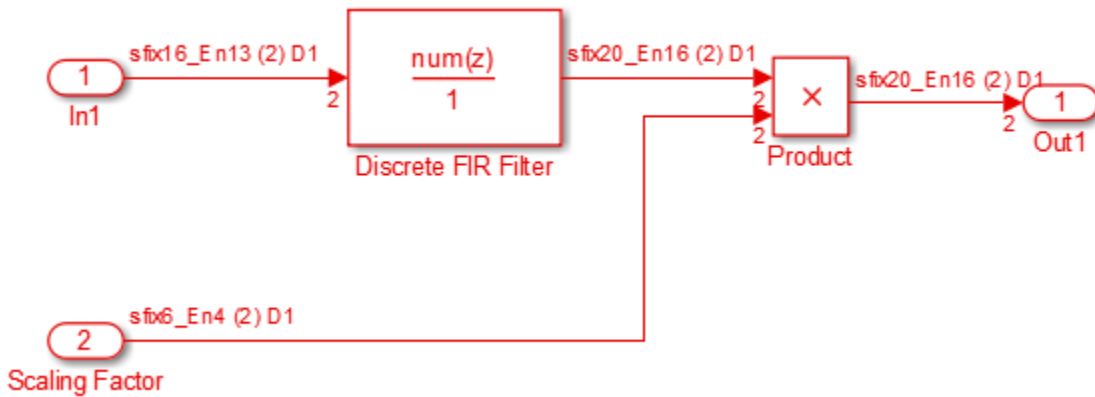 sfix16_En13 (2) D1
1
In1
2
num(z)
1
Discrete FIR Filter
sfix20_En16 (2) D1
2
2
×
Product
sfix20_En16 (2) D1
2
1
Out1
sfix6_En4 (2) D1
2
Scaling Factor